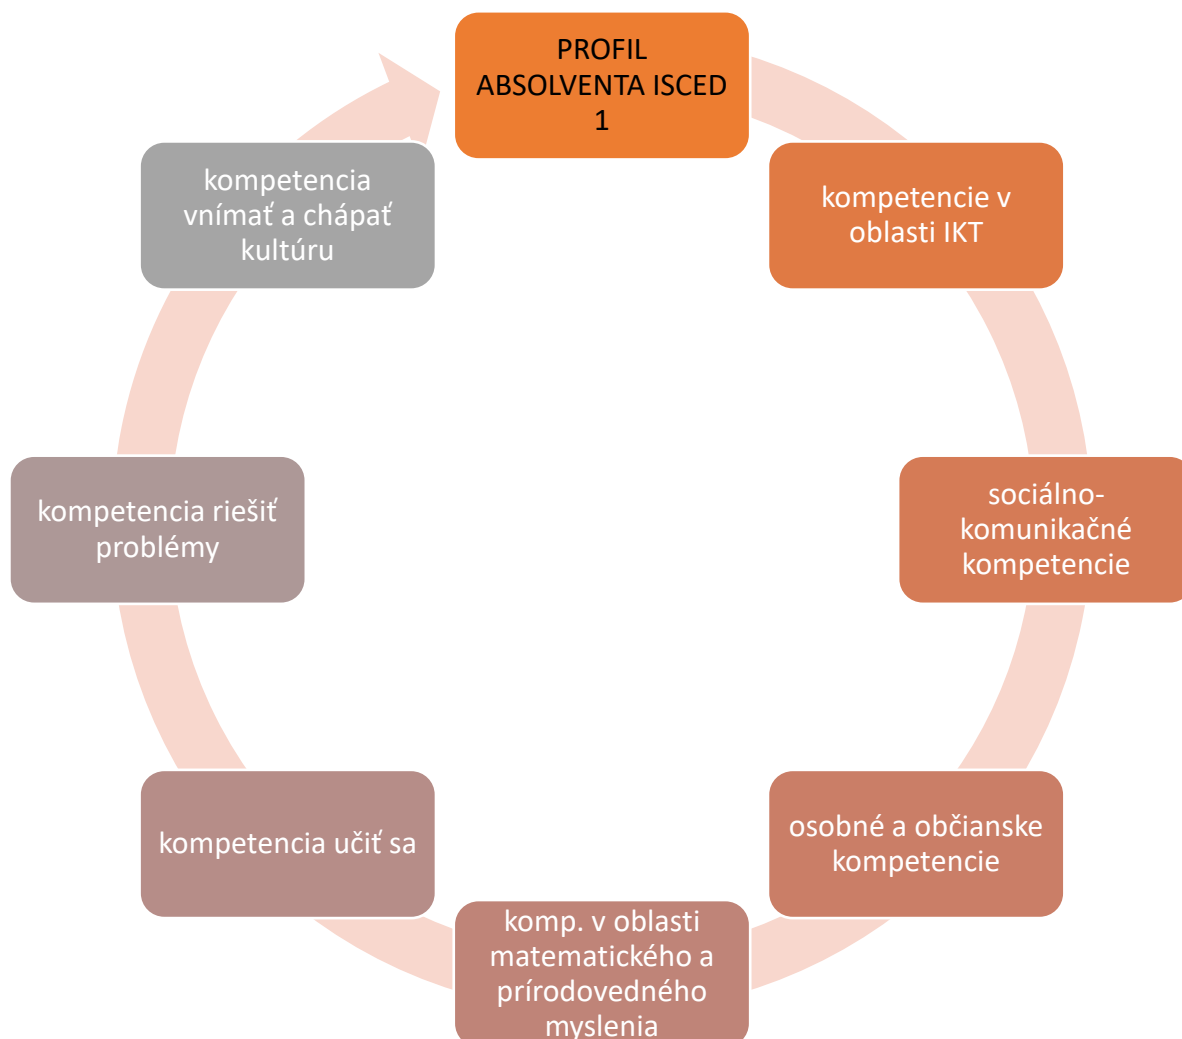 PROFIL
ABSOLVENTA ISCED
1
kompetencie v
oblasti IKT
sociálno-
komunikačné
kompetencie
osobné a občianske
kompetencie
komp. v oblasti
matematického a
prírodovedného
myslenia
kompetencia učiť sa
kompetencia riešiť
problémy
kompetencia
vnímať a chápať
kultúru